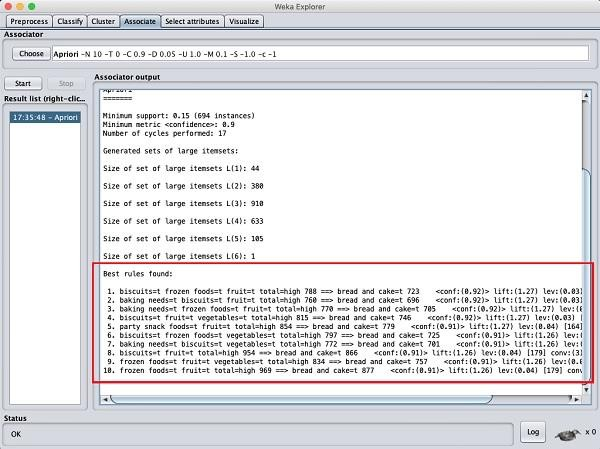 Weka Explorer
Preprocess Classify Cluster Associate Select attributes Visualize
Associator
Choose Apriori -N 10 -T 0 -C 0.9 -D 0.05 -U 1.0 -M 0.1 -S -1.0 -c -1
Start Stop
Associator output
Result list (right-clic...
17:35:48 - Apriori
Apriori
=======
Minimum support: 0.15 (694 instances)
Minimum metric <confidence>: 0.9
Number of cycles performed: 17
Generated sets of large itemsets:
Size of set of large itemsets L(1): 44
Size of set of large itemsets L(2): 380
Size of set of large itemsets L(3): 910
Size of set of large itemsets L(4): 633
Size of set of large itemsets L(5): 105
Size of set of large itemsets L(6): 1
Best rules found:
1. biscuits=t frozen foods=t fruit=t total=high 788 ==> bread and cake=t 723 <conf:(0.92)> lift:(1.27) lev:(0.03)
2. baking needs=t biscuits=t fruit=t total=high 760 ==> bread and cake=t 696 <conf:(0.92)> lift:(1.27) lev:(0.03)
3. baking needs=t frozen foods=t fruit=t total=high 770 ==> bread and cake=t 705 <conf:(0.92)> lift:(1.27) lev:(0
4. biscuits=t fruit=t vegetables=t total=high 815 ==> bread and cake=t 746 <conf:(0.92)> lift:(1.27) lev:(0.03) [
5. party snack foods=t fruit=t total=high 854 ==> bread and cake=t 779 <conf:(0.91)> lift:(1.27) lev:(0.04) [164]
6. biscuits=t frozen foods=t vegetables=t total=high 797 ==> bread and cake=t 725 <conf:(0.91)> lift:(1.26) lev:(
7. baking needs=t biscuits=t vegetables=t total=high 772 ==> bread and cake=t 701 <conf:(0.91)> lift:(1.26) lev:(
8. biscuits=t fruit=t total=high 954 ==> bread and cake=t 866 <conf:(0.91)> lift:(1.26) lev:(0.04) [179] conv:(3
9. frozen foods=t fruit=t vegetables=t total=high 834 ==> bread and cake=t 757 <conf:(0.91)> lift:(1.26) lev:(0.0
10. frozen foods=t fruit=t total=high 969 ==> bread and cake=t 877 <conf:(0.91)> lift:(1.26) lev:(0.04) [179] conv
Status
OK
Log
x 0